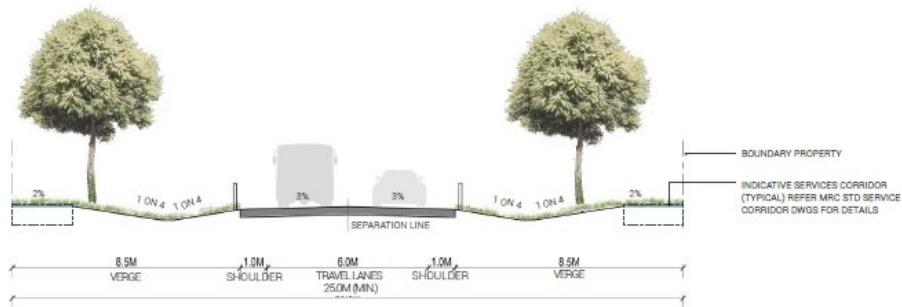 BOUNDARY PROPERTY
INDICATIVE SERVICES CORRIDOR
(TYPICAL) REFER MRC STD SERVICE
CORRIDOR DWGS FOR DETAILS
2% 1 ON 4 1 ON 4 3% 3% 1 ON 4 1 ON 4 2%
SEPARATION LINE
8.5M 1.0M 6.0M 1.0M 8.5M
VERGE SHOULDER TRAVEL LANES SHOULDER VERGE
25.0M (MIN.)